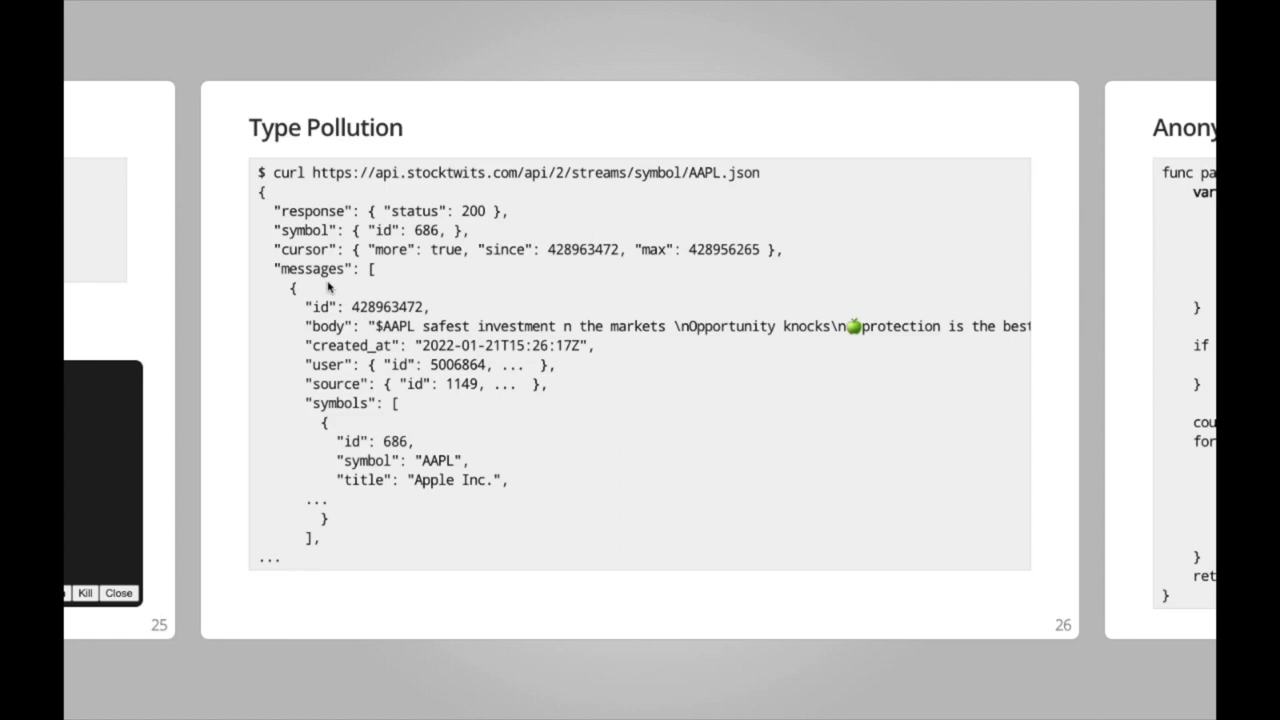 Type Pollution
$ curl https://api.stocktwits.com/api/2/streams/symbol/AAPL.json
{
  "response": { "status": 200 },
  "symbol": { "id": 686, },
  "cursor": { "more": true, "since": 428963472, "max": 428956265 },
  "messages": [
    {
      "id": 428963472,
      "body": "$AAPL safest investment n the markets \nOpportunity knocks\n🍏protection is the best
      "created_at": "2022-01-21T15:26:17Z",
      "user": { "id": 5006864, ...  },
      "source": { "id": 1149, ...  },
      "symbols": [
        {
          "id": 686,
          "symbol": "AAPL",
          "title": "Apple Inc.",
      ...
        }
      ],
...
26
Kill Close
25
Anony
func pa
    var
    }
    if
    }
    cou
    for
    }
    ret
}